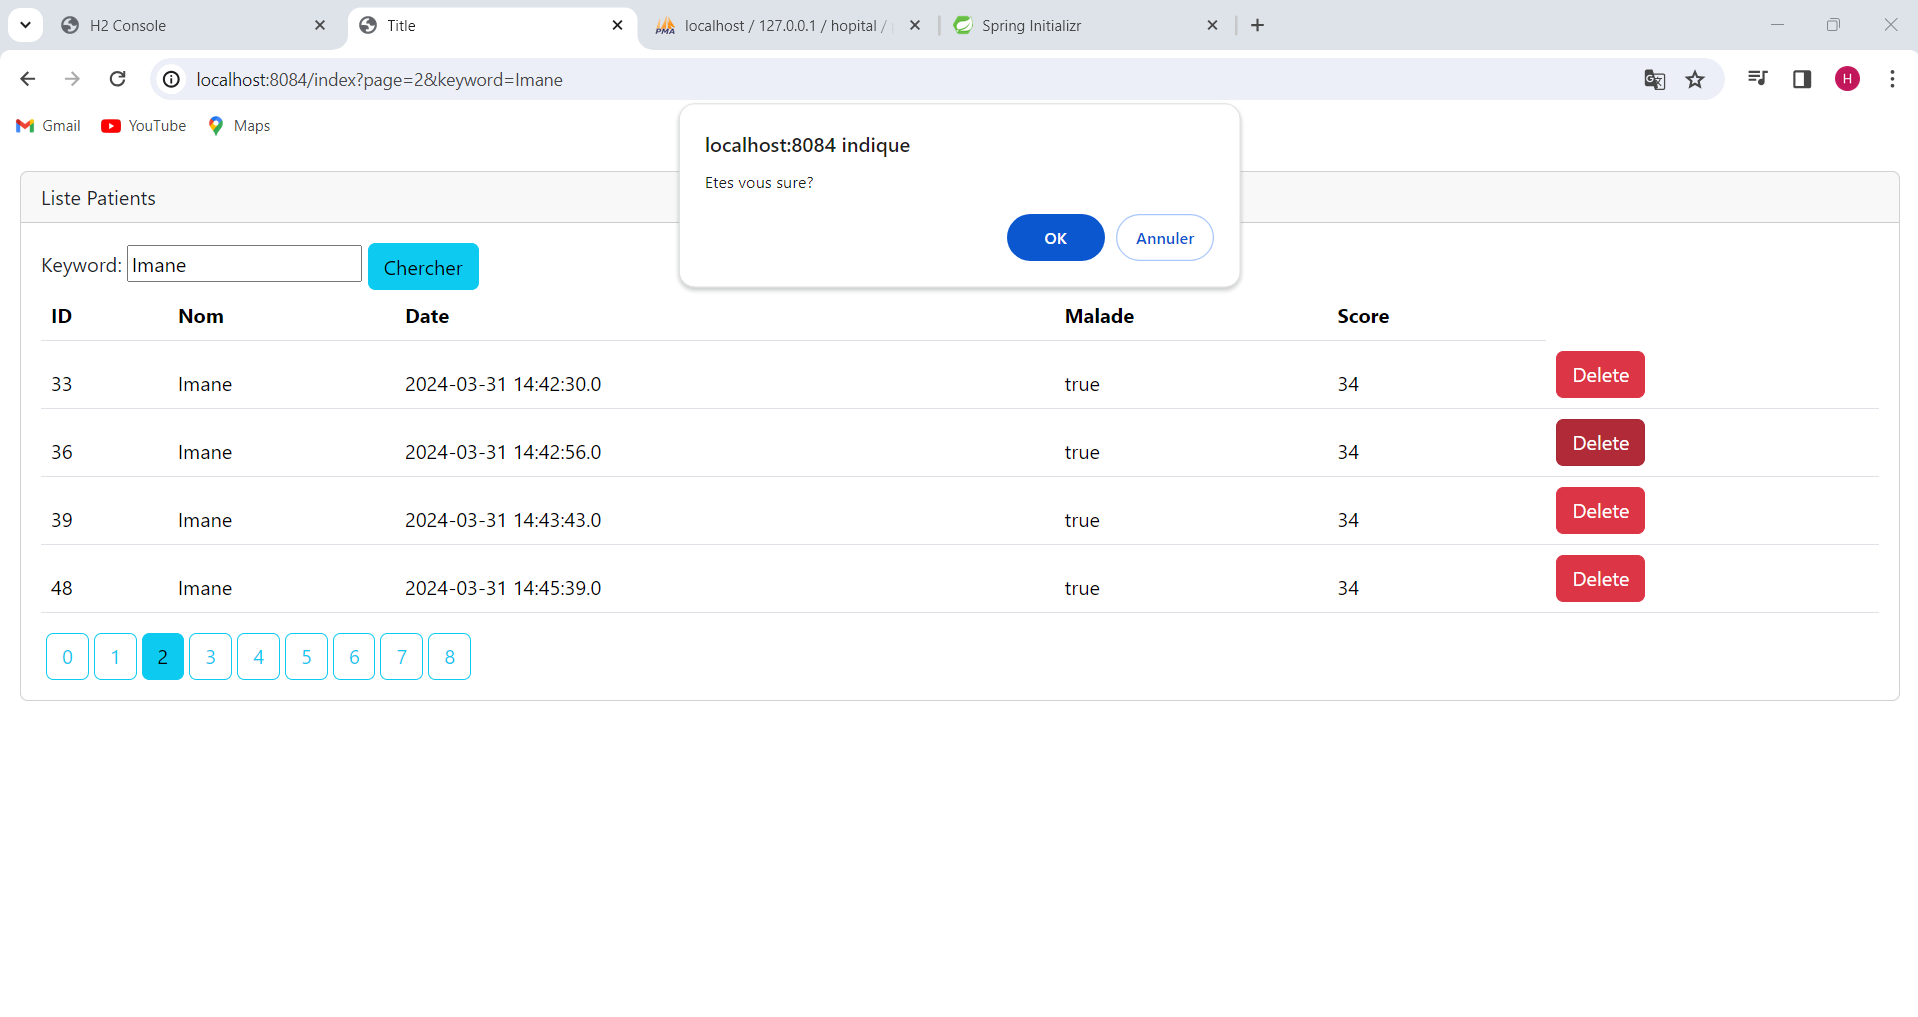 H2 Console
Title
PMA localhost / 127.0.0.1 / hopital /
Spring Initializr
localhost:8084/index?page=2&keyword=Imane
H
Gmail YouTube Maps
localhost:8084 indique
Etes vous sure?
OK Annuler
Liste Patients
Keyword: Imane Chercher
ID Nom Date Malade Score
33 Imane 2024-03-31 14:42:30.0 true 34 Delete
36 Imane 2024-03-31 14:42:56.0 true 34 Delete
39 Imane 2024-03-31 14:43:43.0 true 34 Delete
48 Imane 2024-03-31 14:45:39.0 true 34 Delete
0 1 2 3 4 5 6 7 8